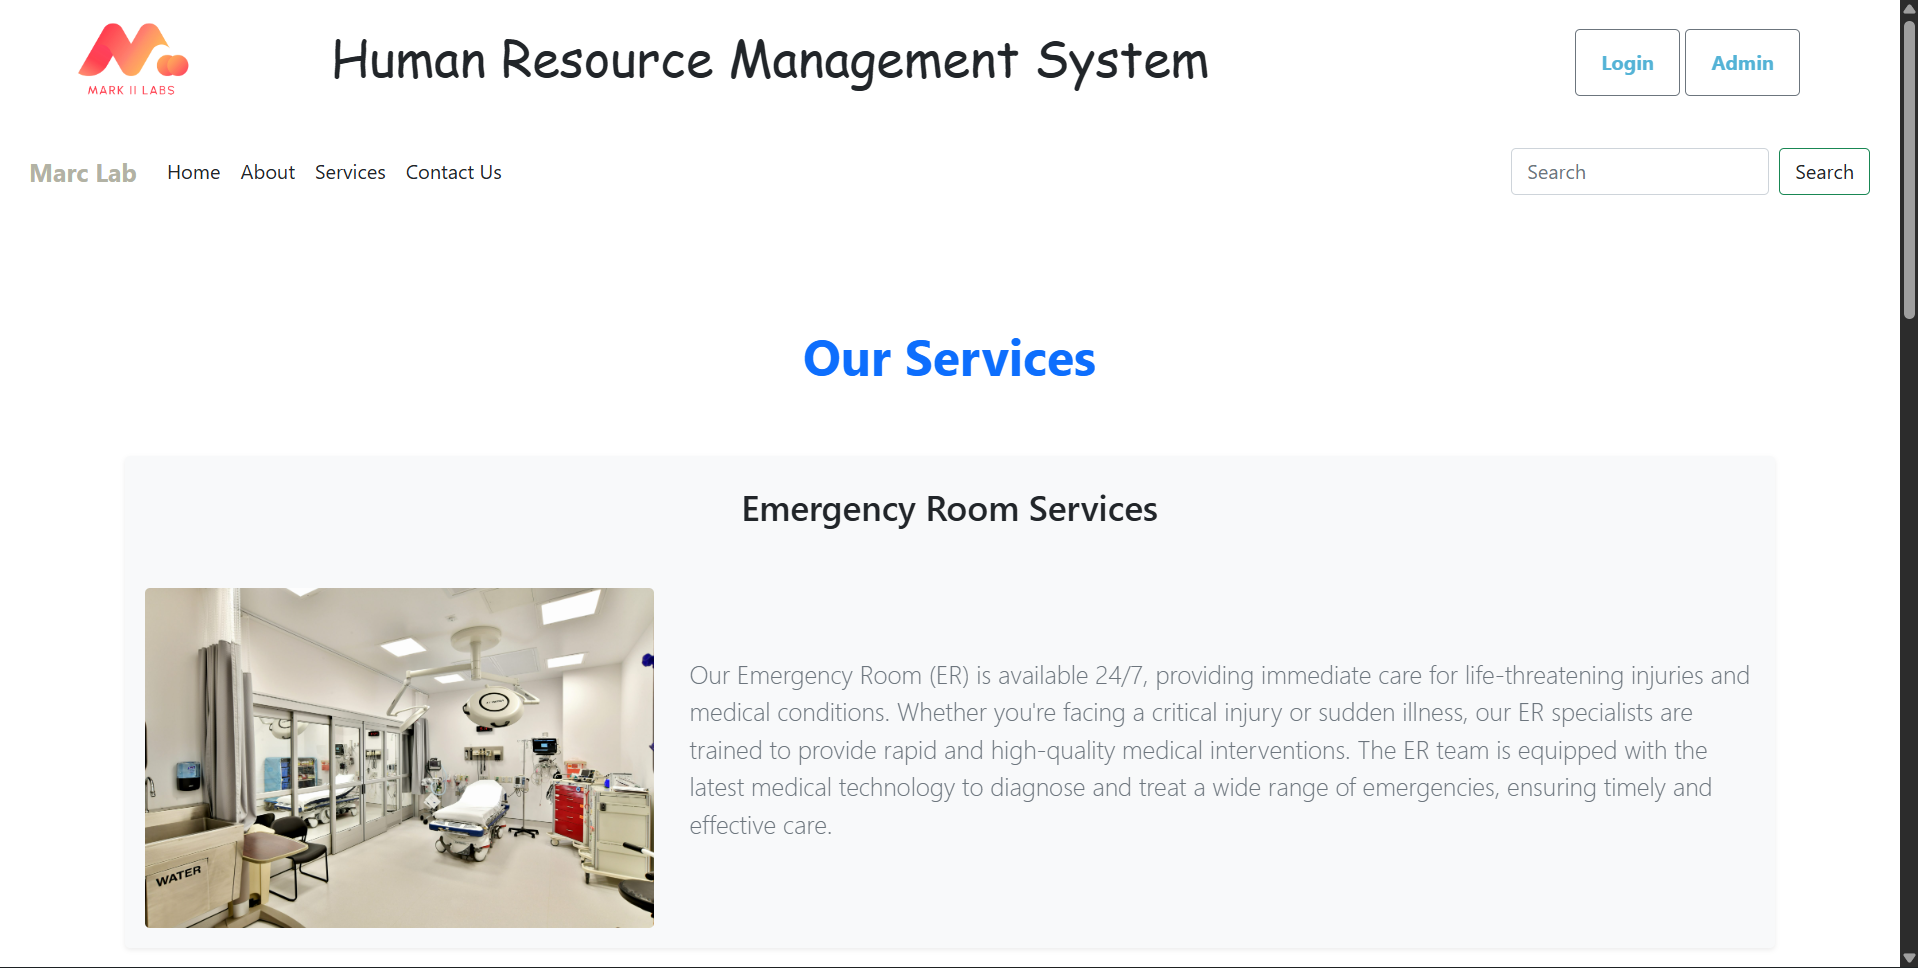 MARK II LABS
Human Resource Management System
Login
Admin
Marc Lab
Home
About
Services
Contact Us
Search
Search
Our Services
Emergency Room Services
Our Emergency Room (ER) is available 24/7, providing immediate care for life-threatening injuries and
medical conditions. Whether you're facing a critical injury or sudden illness, our ER specialists are
trained to provide rapid and high-quality medical interventions. The ER team is equipped with the
latest medical technology to diagnose and treat a wide range of emergencies, ensuring timely and
effective care.
WATER